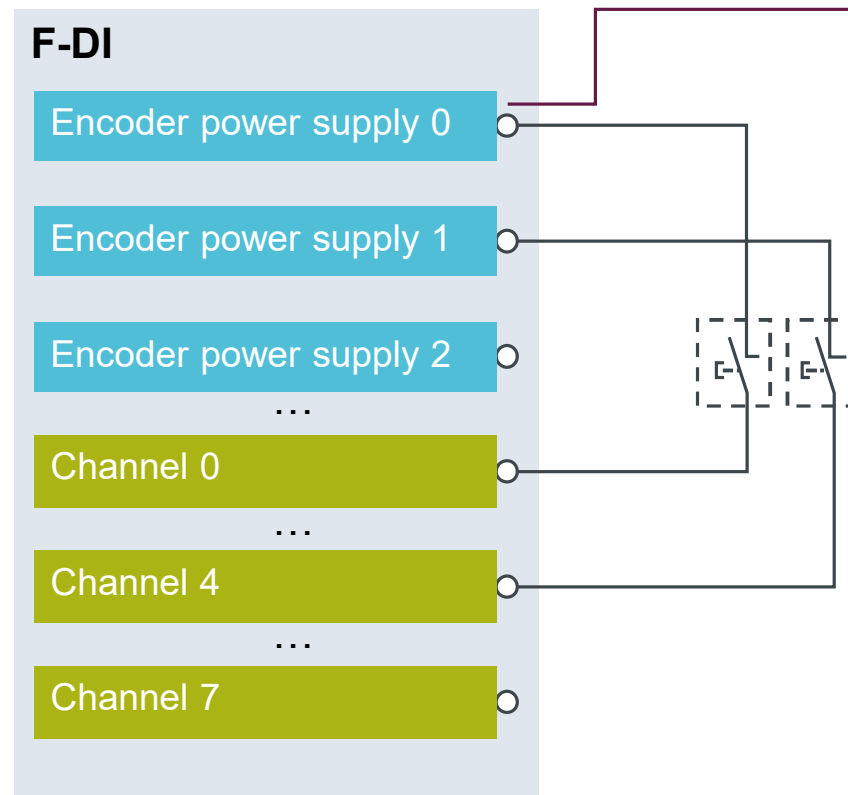 F-DI
Encoder power supply 0
Encoder power supply 1
Encoder power supply 2
...
Channel 0
...
Channel 4
...
Channel 7